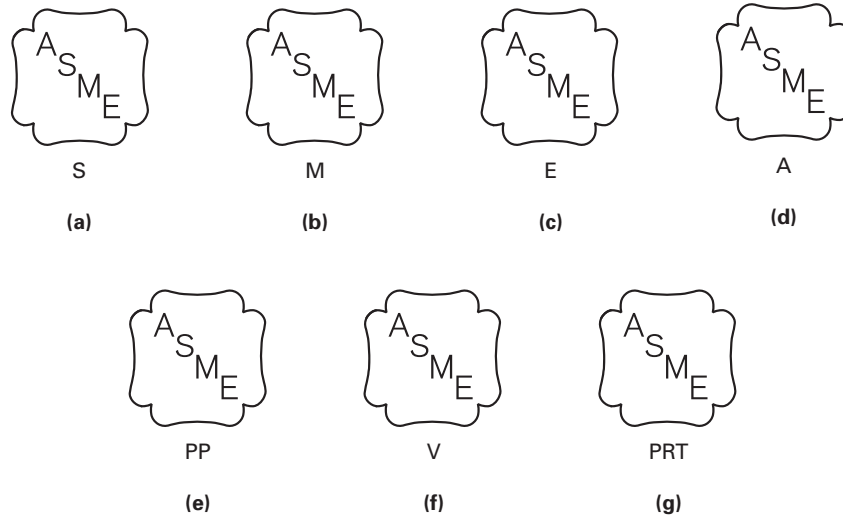 ASME ASME ASME ASME
S M E A
(a) (b) (c) (d)
ASME ASME ASME
PP V PRT
(e) (f) (g)